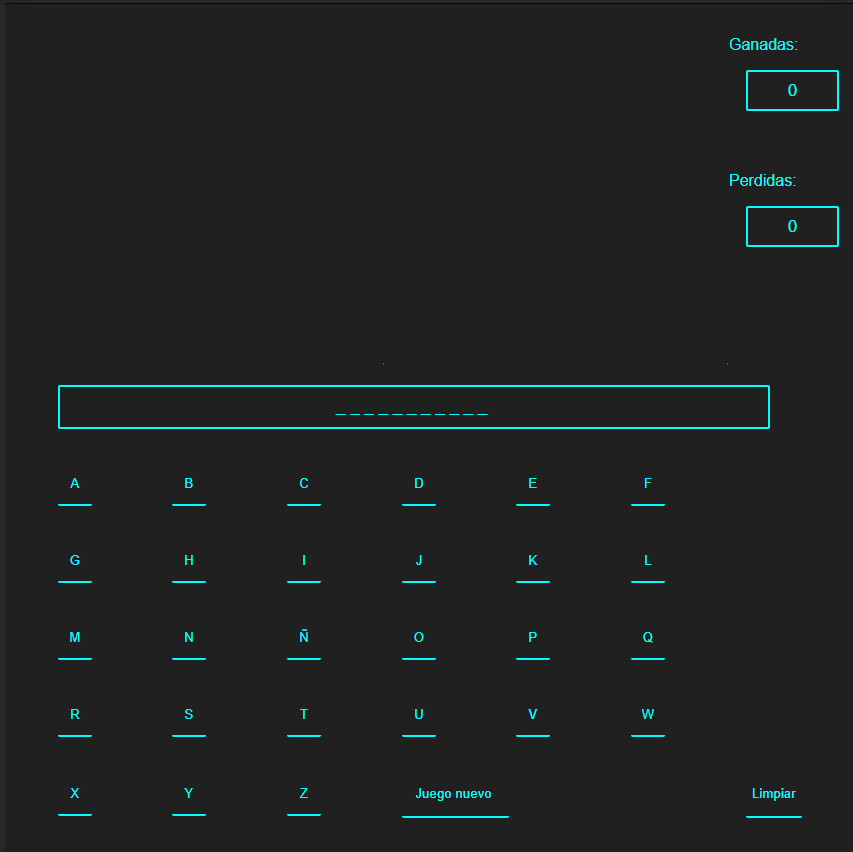 Ganadas:
0
Perdidas:
0
_ _ _ _ _ _ _ _ _ _ _
A B C D E F
G H I J K L
M N Ñ O P Q
R S T U V W
X Y Z Juego nuevo Limpiar